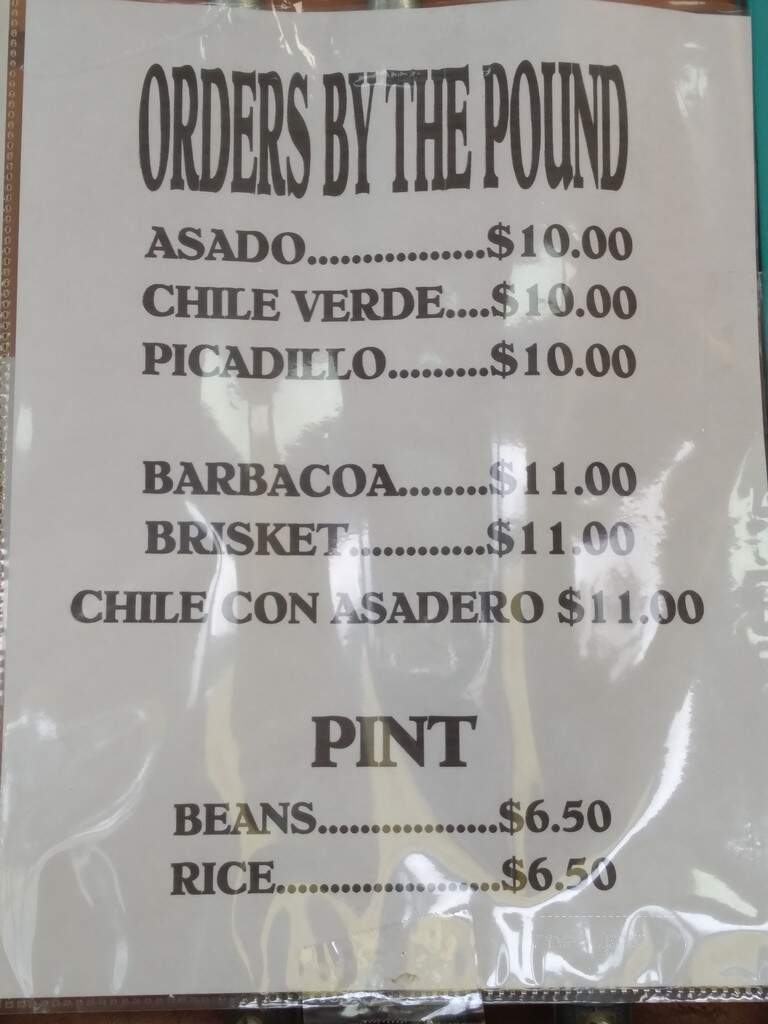 ORDERS BY THE POUND
ASADO................$10.00
CHILE VERDE....$10.00
PICADILLO.........$10.00
BARBACOA........$11.00
BRISKET............$11.00
CHILE CON ASADERO $11.00
PINT
BEANS.................$6.50
RICE.....................$6.50